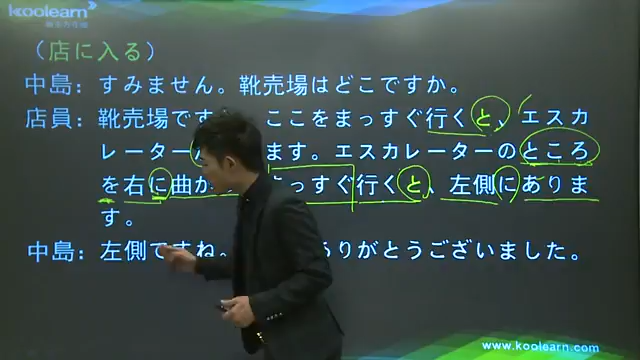 koolearn
（店に入る）
中島：すみません。靴売場はどこですか。
店員：靴売場です ここをまっすぐ行くと、エスカ
レーター ます。エスカレーターのところ
を右に曲が っすぐ行くと、左側にありま
す。
中島：左側ですね。 ありがとうございました。
www.koolearn.com